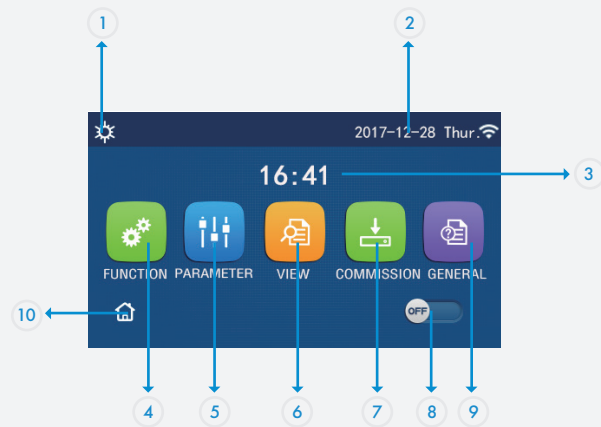 1 2
2017-12-28 Thur.
16:41
3
FUNCTION PARAMETER VIEW COMMISSION GENERAL
10 OFF
4 5 6 7 8 9